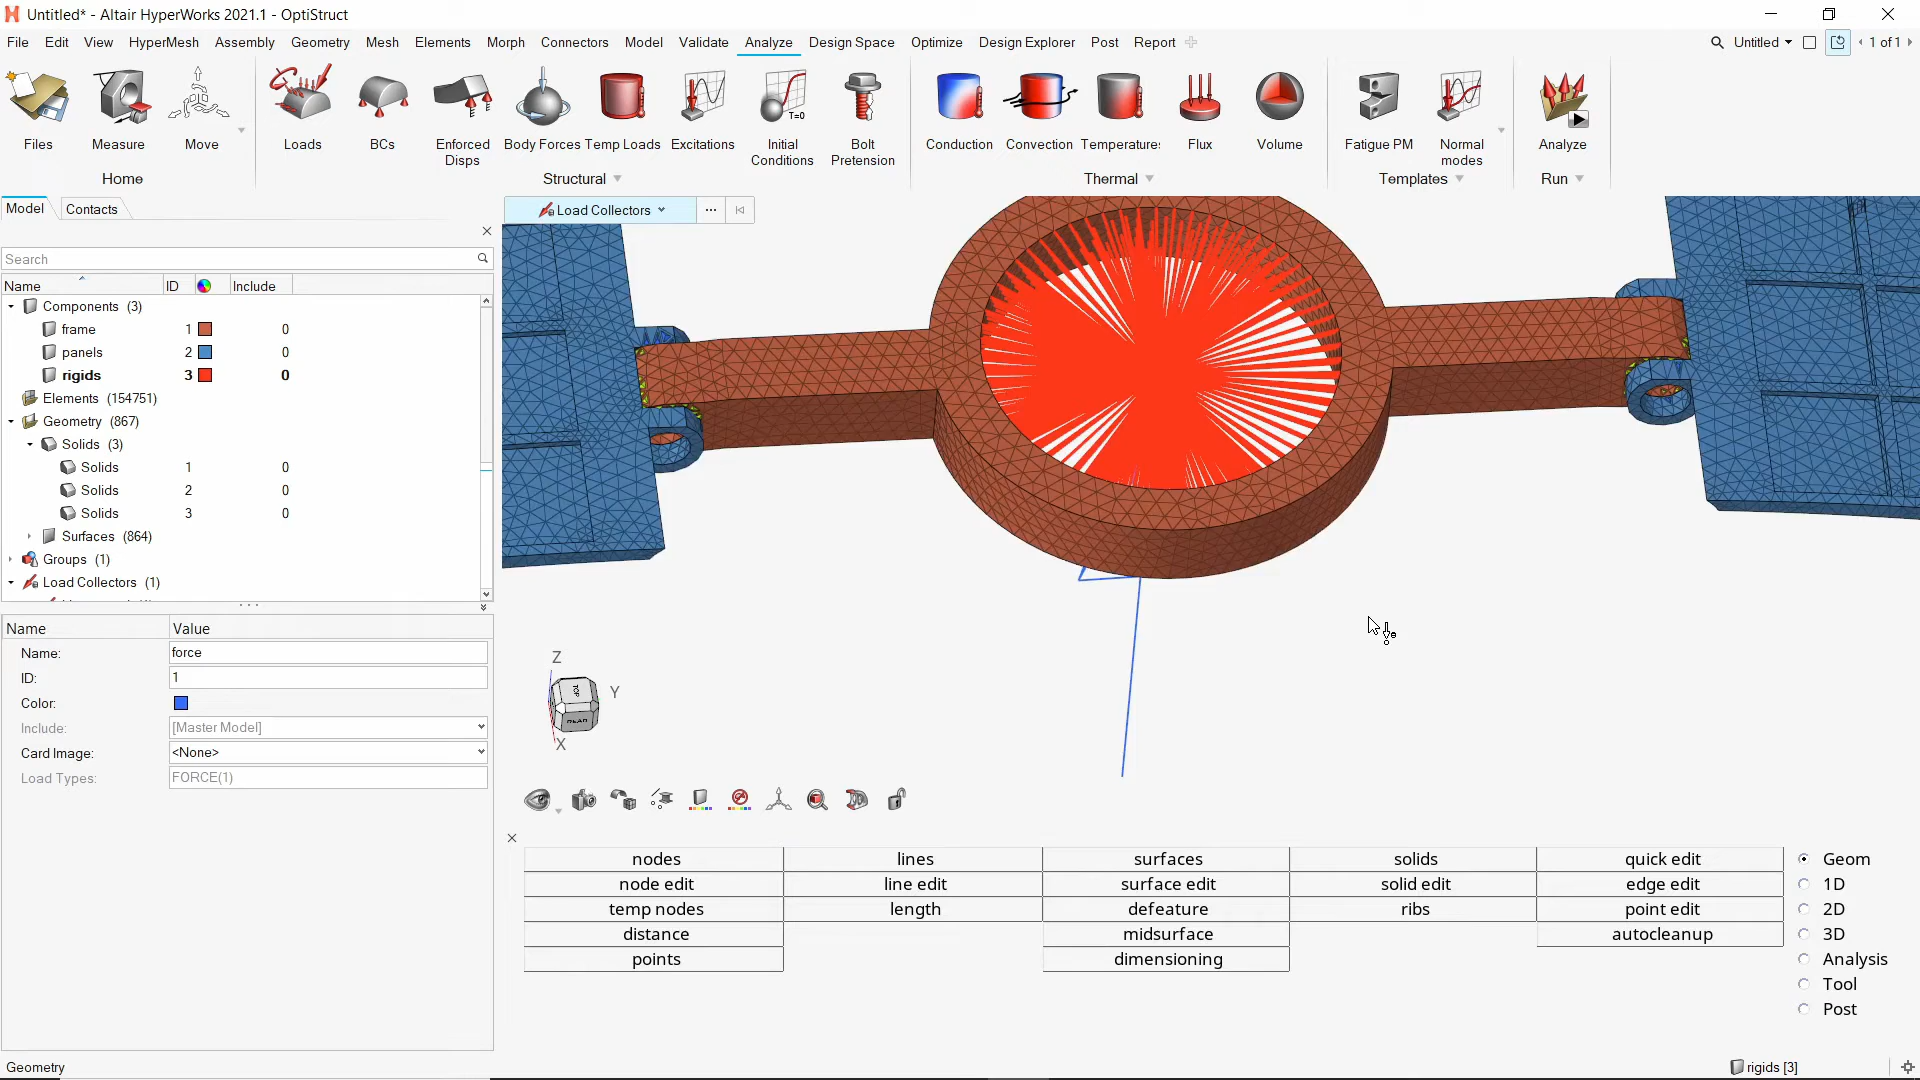 Untitled* - Altair HyperWorks 2021.1 - OptiStruct
File Edit View HyperMesh Assembly Geometry Mesh Elements Morph Connectors Model Validate Analyze Design Space Optimize Design Explorer Post Report Untitled 1 of 1
T=0
Files Measure Move Loads BCs Enforced Disps Body Forces Temp Loads Excitations Initial Conditions Bolt Pretension Conduction Convection Temperatures Flux Volume Fatigue PM Normal modes Analyze
Home Structural Thermal Templates Run
Model Contacts
Load Collectors
Search
Name ID Include
Components (3)
frame 1 0
panels 2 0
rigids 3 0
Elements (154751)
Geometry (867)
Solids (3)
Solids 1 0
Solids 2 0
Solids 3 0
Surfaces (864)
Groups (1)
Load Collectors (1)
Name Value
Name: force
ID: 1
Color:
Include: [Master Model]
Card Image: <None>
Load Types: FORCE(1)
Z
Y
X
TOP
REAR
nodes lines surfaces solids quick edit Geom
node edit line edit surface edit solid edit edge edit 1D
temp nodes length defeature ribs point edit 2D
distance midsurface autocleanup 3D
points dimensioning Analysis
Tool
Post
Geometry rigids [3]